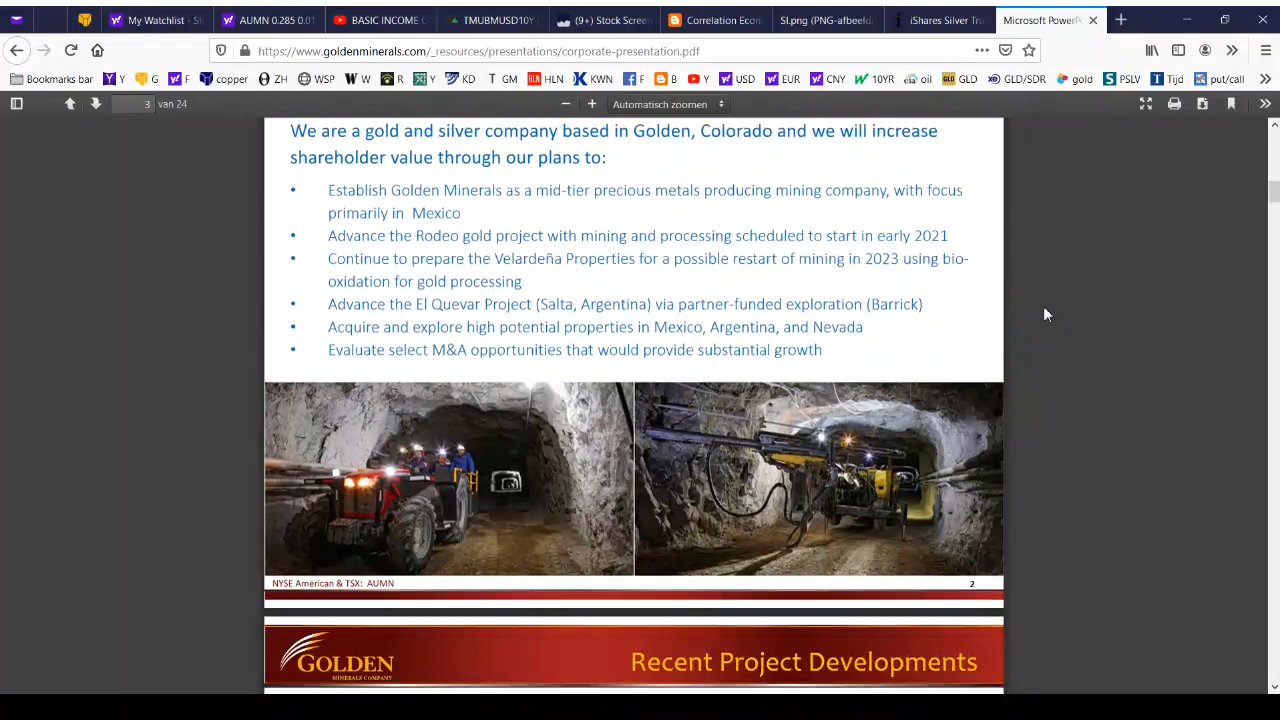 My Watchlist - St
AUMN 0.285 0.01
BASIC INCOME C
TMUBMUSD10Y
(9+) Stock Screen
Correlation Econ
SI.png (PNG-afbeeld
iShares Silver Tru
Microsoft PowerP
https://www.goldenminerals.com/_resources/presentations/corporate-presentation.pdf
Bookmarks bar Y G F copper ZH WSP W R Y KD GM HLN KWN F B Y USD EUR CNY 10YR oil GLD GLD/SDR gold PSLV Tijd put/call
3 van 24 Automatisch zoomen
We are a gold and silver company based in Golden, Colorado and we will increase
shareholder value through our plans to:
• Establish Golden Minerals as a mid-tier precious metals producing mining company, with focus
primarily in Mexico
• Advance the Rodeo gold project with mining and processing scheduled to start in early 2021
• Continue to prepare the Velardeña Properties for a possible restart of mining in 2023 using bio-
oxidation for gold processing
• Advance the El Quevar Project (Salta, Argentina) via partner-funded exploration (Barrick)
• Acquire and explore high potential properties in Mexico, Argentina, and Nevada
• Evaluate select M&A opportunities that would provide substantial growth
NYSE American & TSX: AUMN 2
GOLDEN
MINERALS COMPANY
Recent Project Developments